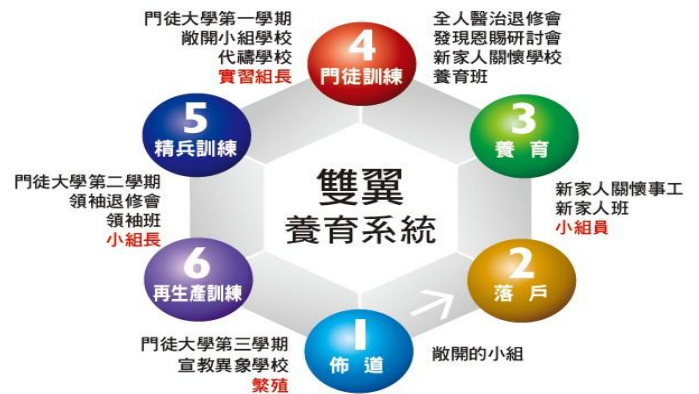 雙翼
養育系統
1
佈道
敞開的小組
2
落戶
新家人關懷事工
新家人班
小組員
3
養育
全人醫治退修會
發現恩賜研討會
新家人關懷學校
養育班
4
門徒訓練
門徒大學第一學期
敞開小組學校
代禱學校
實習組長
5
精兵訓練
門徒大學第二學期
領袖退修會
領袖班
小組長
6
再生產訓練
門徒大學第三學期
宣教異象學校
繁殖